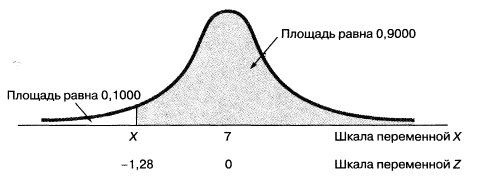 Площадь равна 0,9000
Площадь равна 0,1000
X 7 Шкала переменной X
–1,28 0 Шкала переменной Z